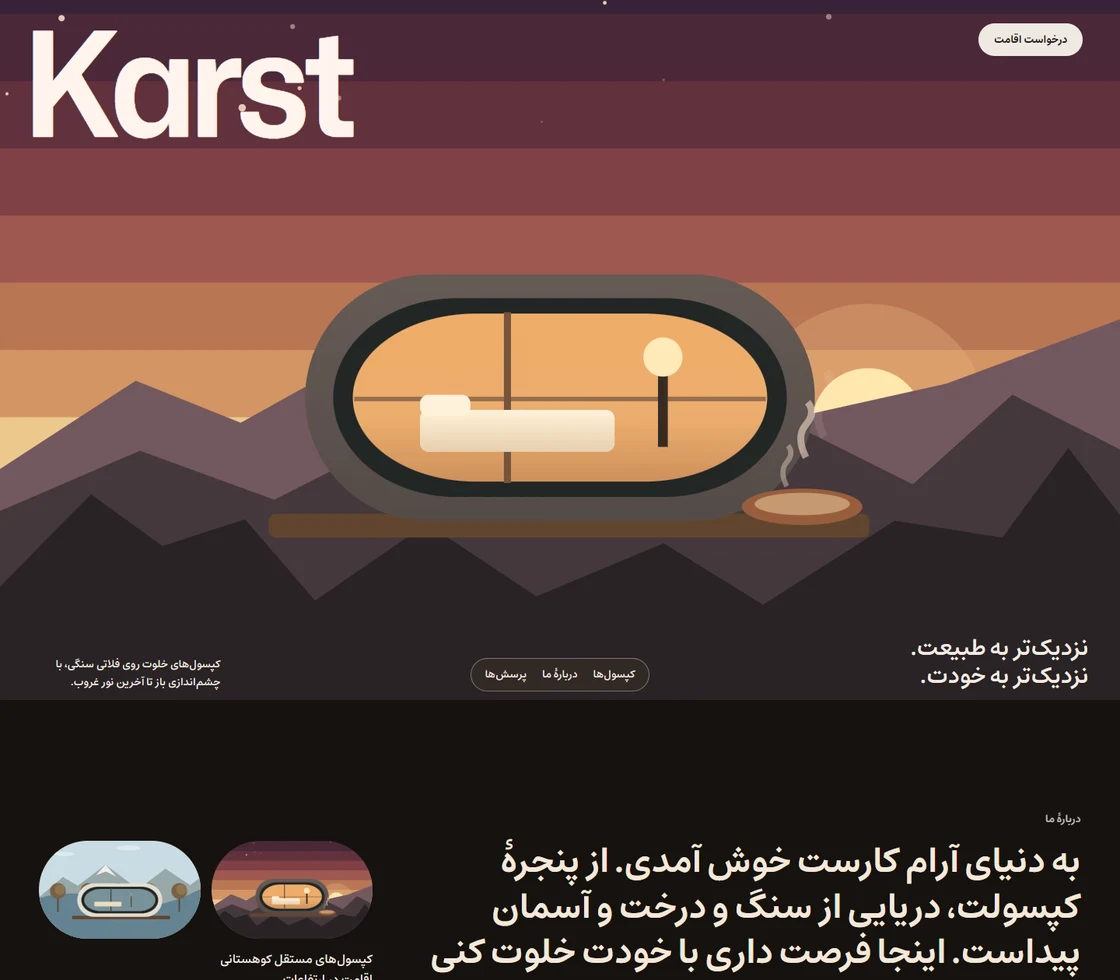 Karst
درخواست اقامت
نزدیک‌تر به طبیعت.
نزدیک‌تر به خودت.
کپسول‌ها
دربارهٔ ما
پرسش‌ها
کپسول‌های خلوت روی فلاتی سنگی، با
چشم‌اندازی باز تا آخرین نور غروب.
دربارهٔ ما
به دنیای آرام کارست خوش آمدی. از پنجرهٔ
کپسولت، دریایی از سنگ و درخت و آسمان
پیداست. اینجا فرصت داری با خودت خلوت کنی
کپسول‌های مستقل کوهستانی